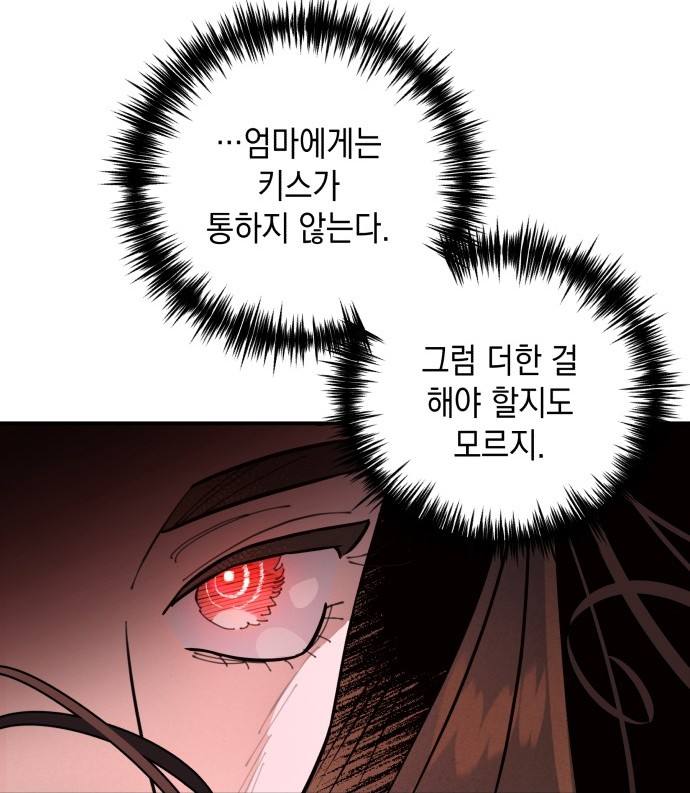 …엄마에게는
키스가
통하지 않는다.
그럼 더한 걸
해야 할지도
모르지.